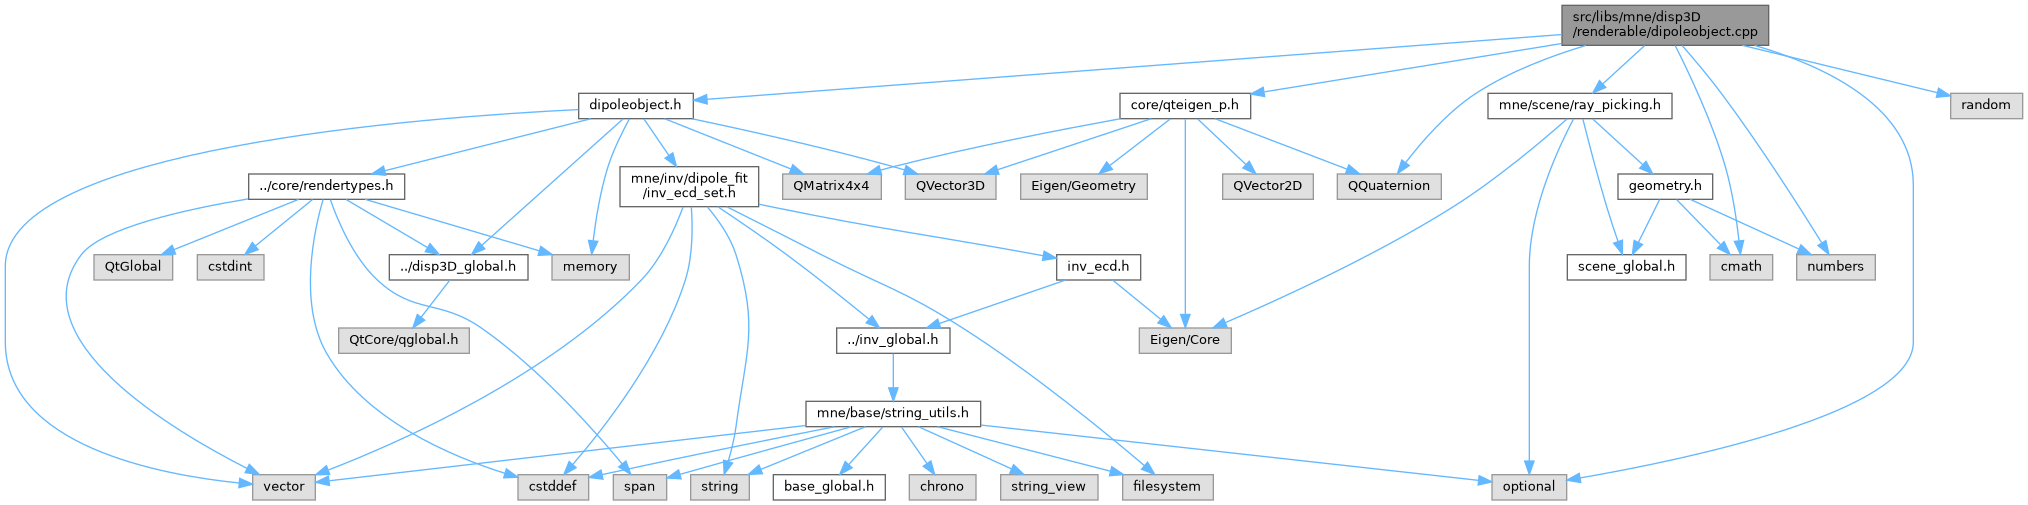 src/libs/mne/disp3D
/renderable/dipoleobject.cpp
dipoleobject.h
core/qteigen_p.h
mne/scene/ray_picking.h
random
../core/rendertypes.h
mne/inv/dipole_fit
/inv_ecd_set.h
QMatrix4x4
QVector3D
Eigen/Geometry
QVector2D
QQuaternion
geometry.h
QtGlobal
cstdint
../disp3D_global.h
memory
inv_ecd.h
scene_global.h
cmath
numbers
QtCore/qglobal.h
../inv_global.h
Eigen/Core
mne/base/string_utils.h
vector
cstddef
span
string
base_global.h
chrono
string_view
filesystem
optional